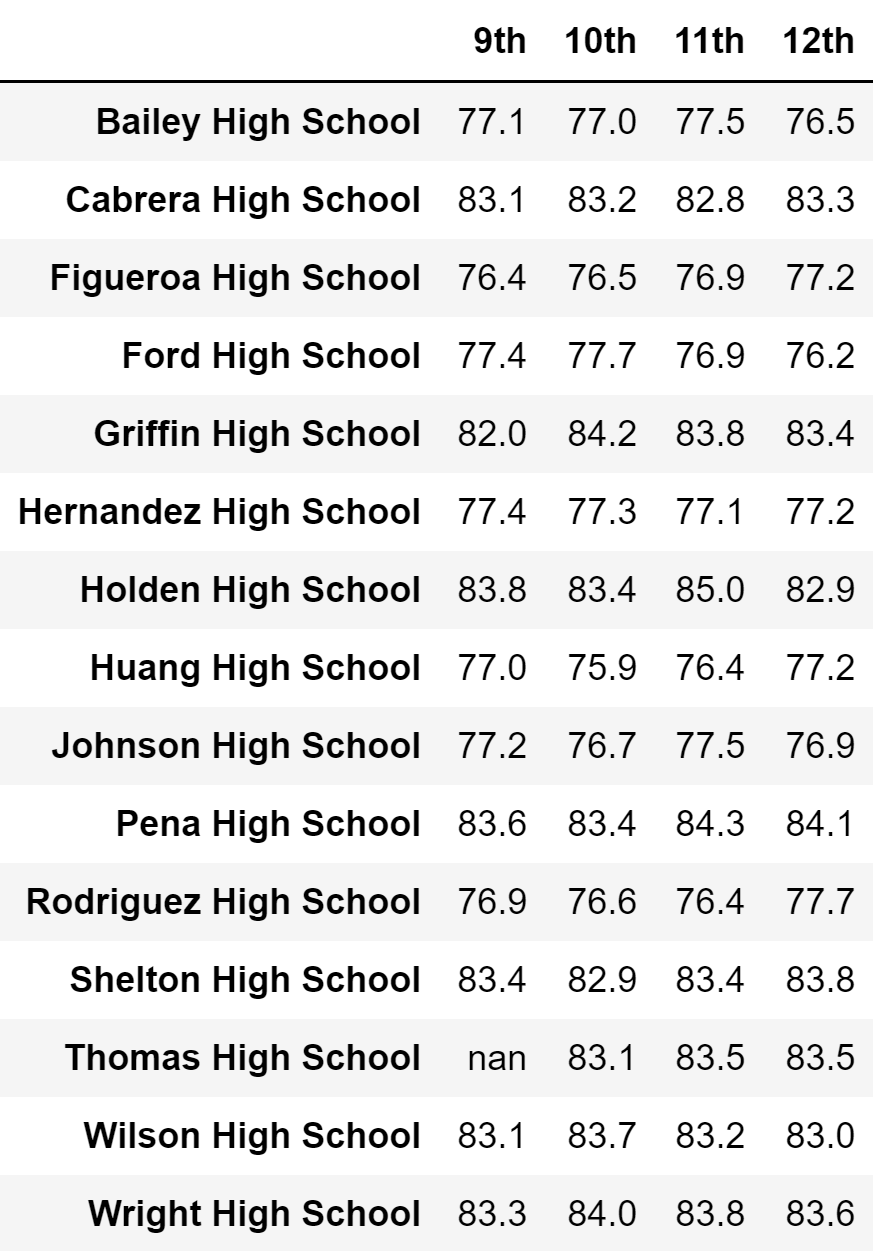 9th 10th 11th 12th
Bailey High School 77.1 77.0 77.5 76.5
Cabrera High School 83.1 83.2 82.8 83.3
Figueroa High School 76.4 76.5 76.9 77.2
Ford High School 77.4 77.7 76.9 76.2
Griffin High School 82.0 84.2 83.8 83.4
Hernandez High School 77.4 77.3 77.1 77.2
Holden High School 83.8 83.4 85.0 82.9
Huang High School 77.0 75.9 76.4 77.2
Johnson High School 77.2 76.7 77.5 76.9
Pena High School 83.6 83.4 84.3 84.1
Rodriguez High School 76.9 76.6 76.4 77.7
Shelton High School 83.4 82.9 83.4 83.8
Thomas High School nan 83.1 83.5 83.5
Wilson High School 83.1 83.7 83.2 83.0
Wright High School 83.3 84.0 83.8 83.6